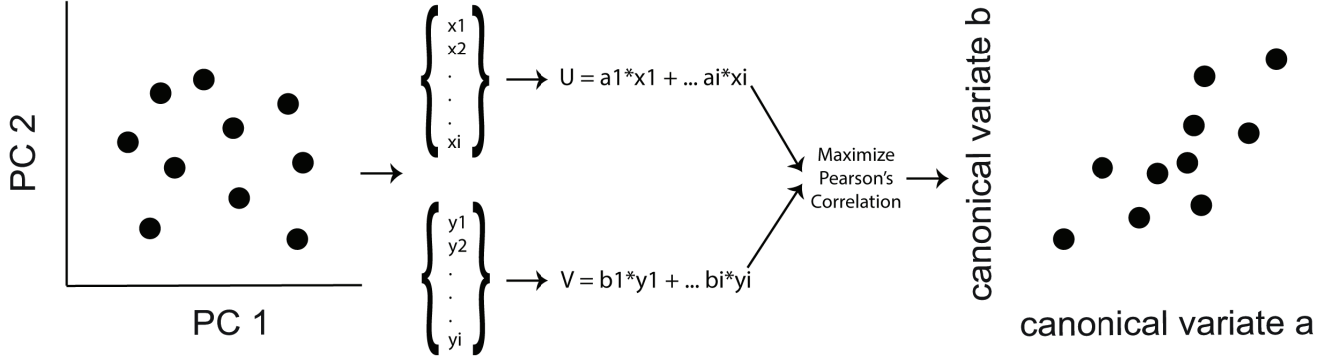 PC 2
PC 1
x1
x2
.
.
.
xi
U = a1*x1 + ... ai*xi
y1
y2
.
.
.
yi
V = b1*y1 + ... bi*yi
Maximize
Pearson's
Correlation
canonical variate b
canonical variate a